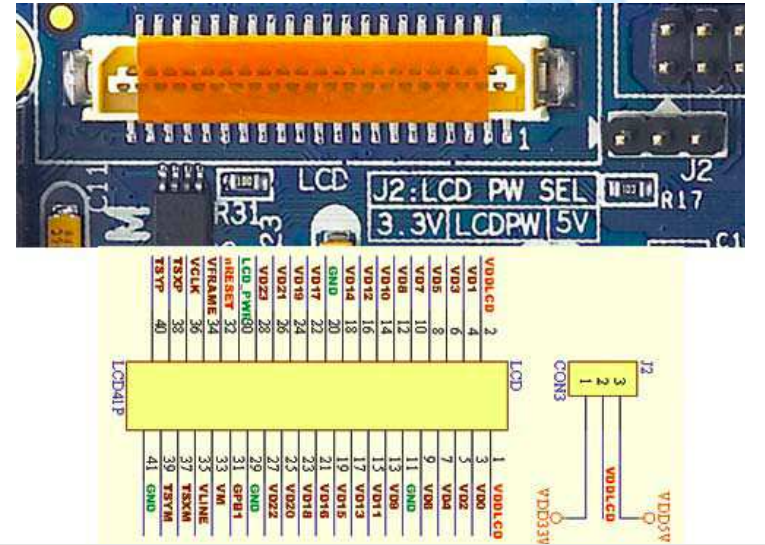 1
J2
C11
M
R31
100
23
LCD
J2:LCD PW SEL
3.3V LCDPW 5V
103
R17
C1
TSYP 40
TSXP 38
VCLK 36
VFRAME 34
nRESET 32
LCD_PWR 30
VD23 28
VD21 26
VD19 24
VD17 22
GND 20
VD14 18
VD12 16
VD10 14
VD8 12
VD7 10
VD5 8
VD3 6
VD1 4
VDDLCD 2
LCD41P
LCD
41 GND
39 TSYM
37 TSXM
35 VLINE
33 VM
31 GPB1
29 GND
27 VD22
25 VD20
23 VD18
21 VD16
19 VD15
17 VD13
15 VD11
13 VD9
11 GND
9 VD6
7 VD4
5 VD2
3 VD0
1 VDDLCD
J2
CON3
1 2 3
VDD33V
VDDLCD
VDD5V